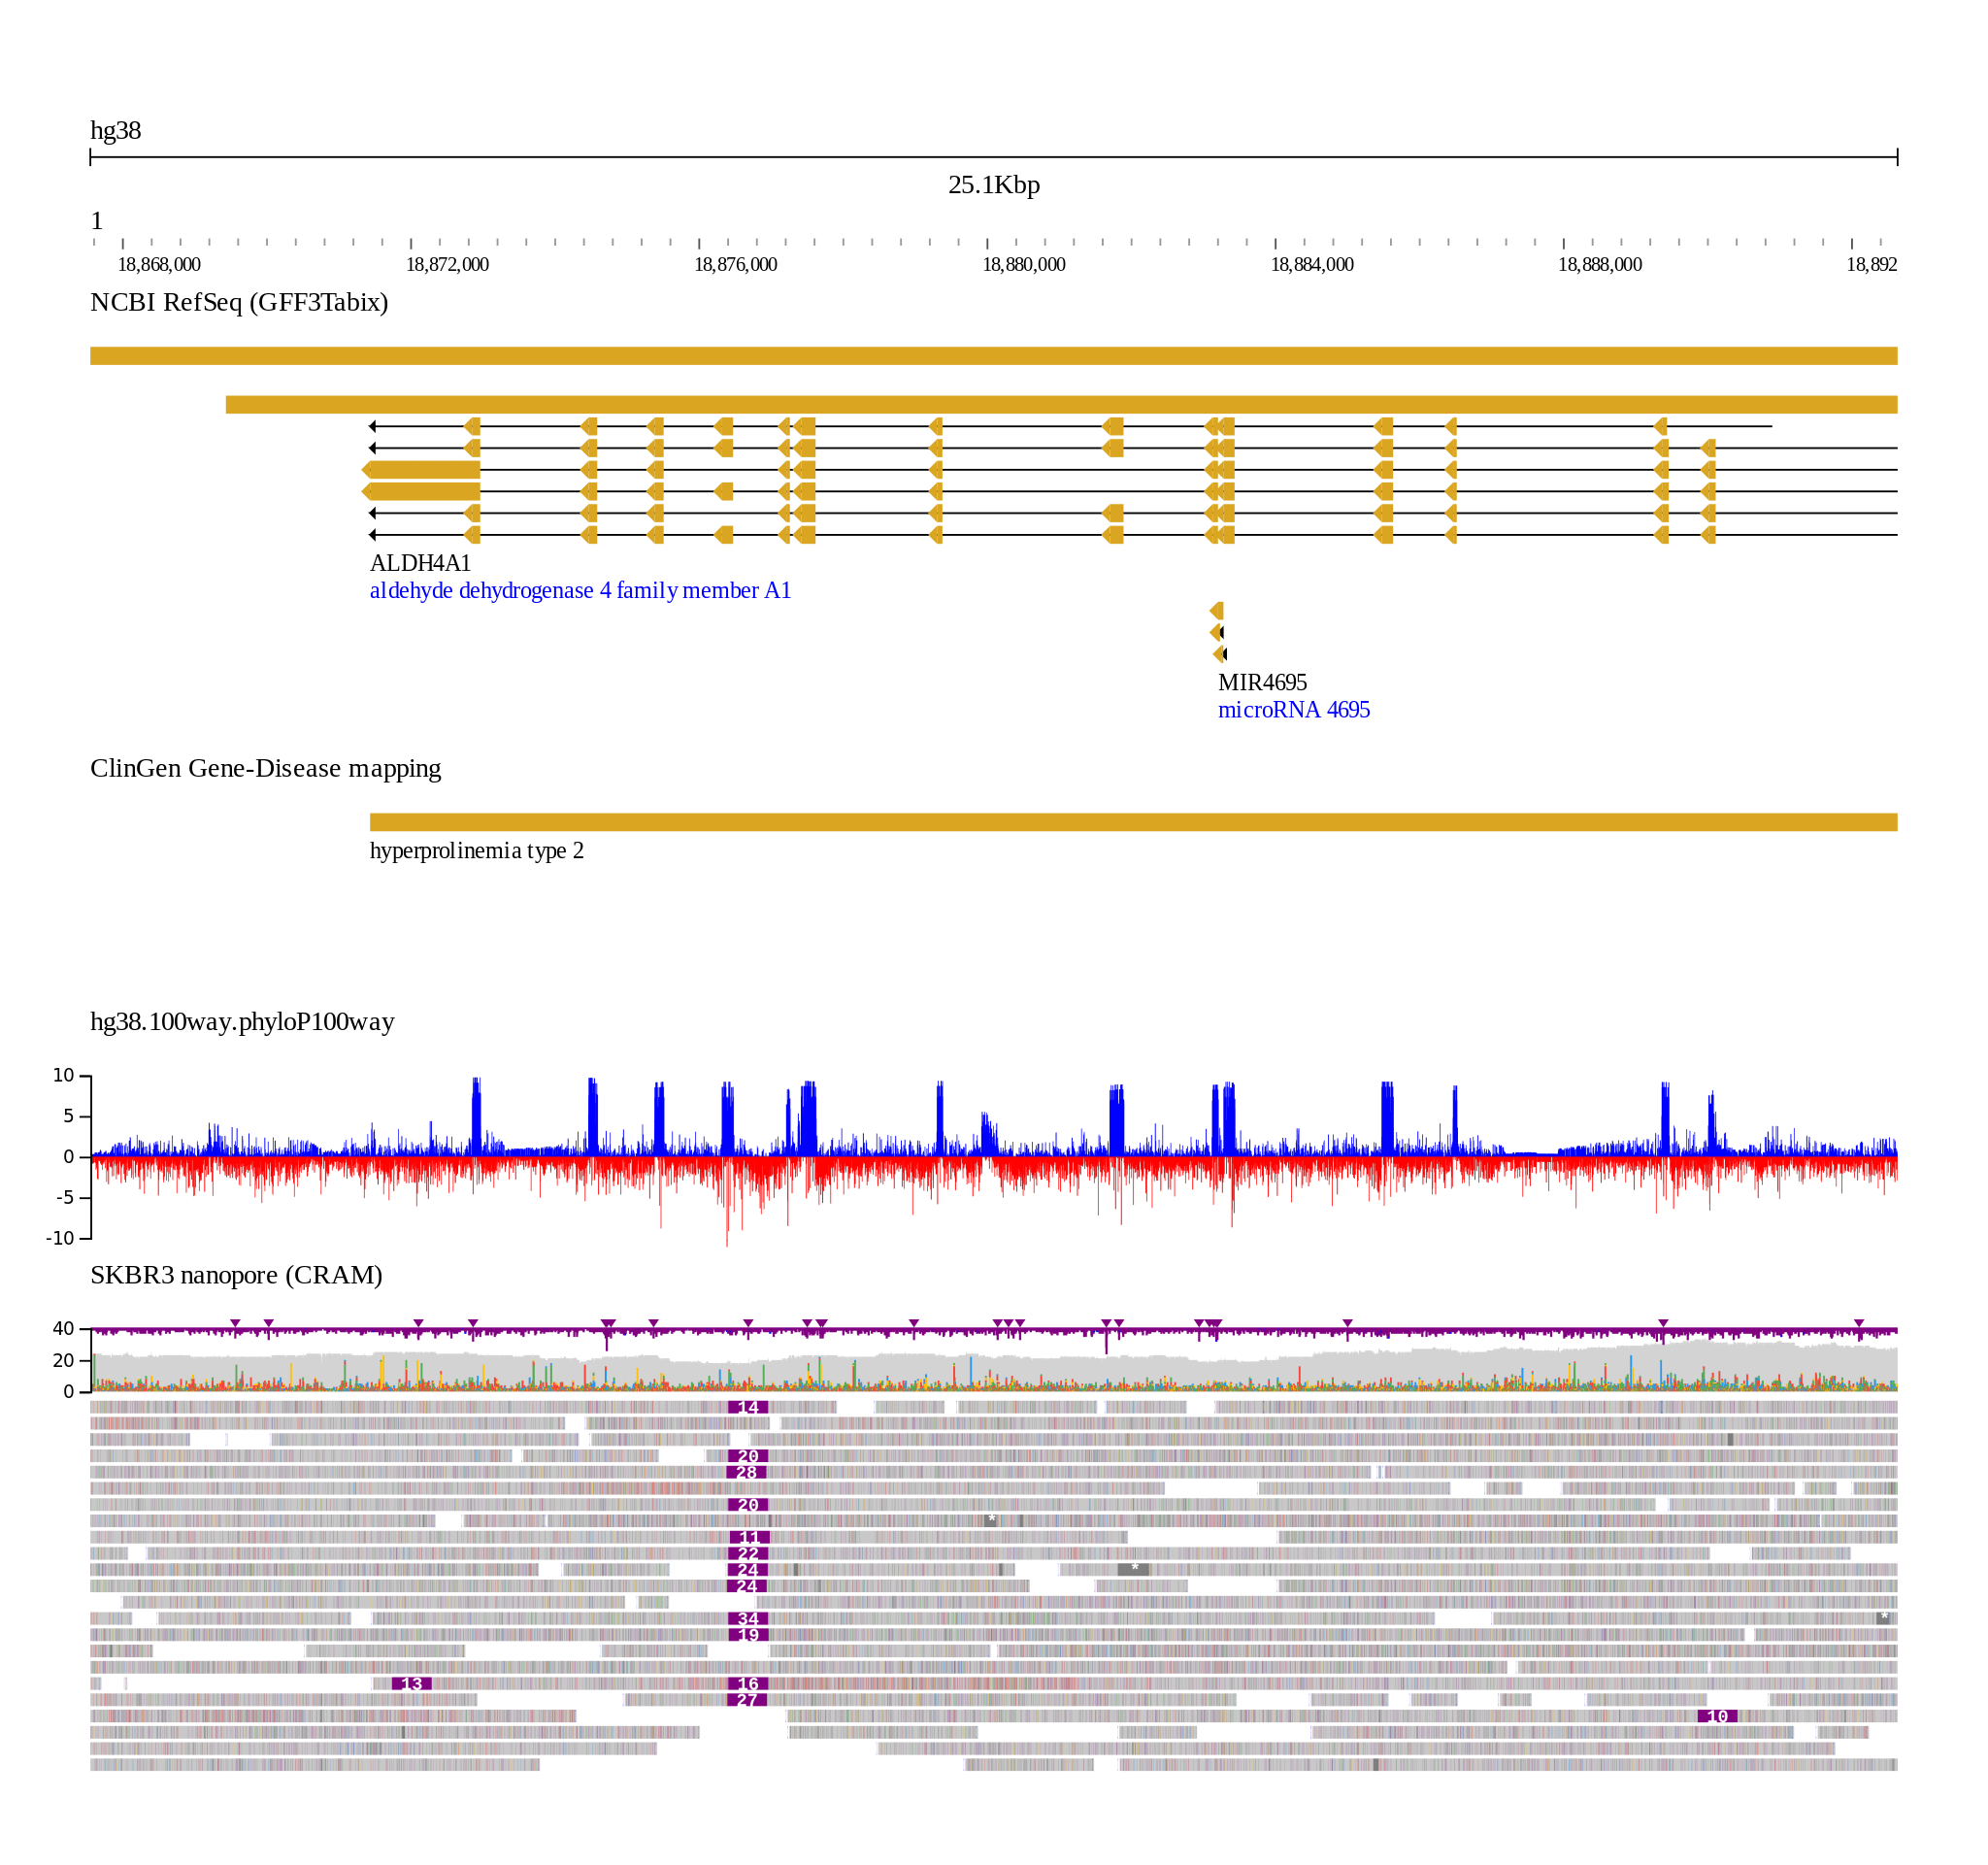 hg38
25.1Kbp
1
18,868,000 18,872,000 18,876,000 18,880,000 18,884,000 18,888,000 18,892
NCBI RefSeq (GFF3Tabix)
ALDH4A1
aldehyde dehydrogenase 4 family member A1
MIR4695
microRNA 4695
ClinGen Gene-Disease mapping
hyperprolinemia type 2
hg38.100way.phyloP100way
10
5
0
-5
-10
SKBR3 nanopore (CRAM)
40
20
0
14
20
28
20
*
11
22
24 *
24
34 *
19
13 16
27
10